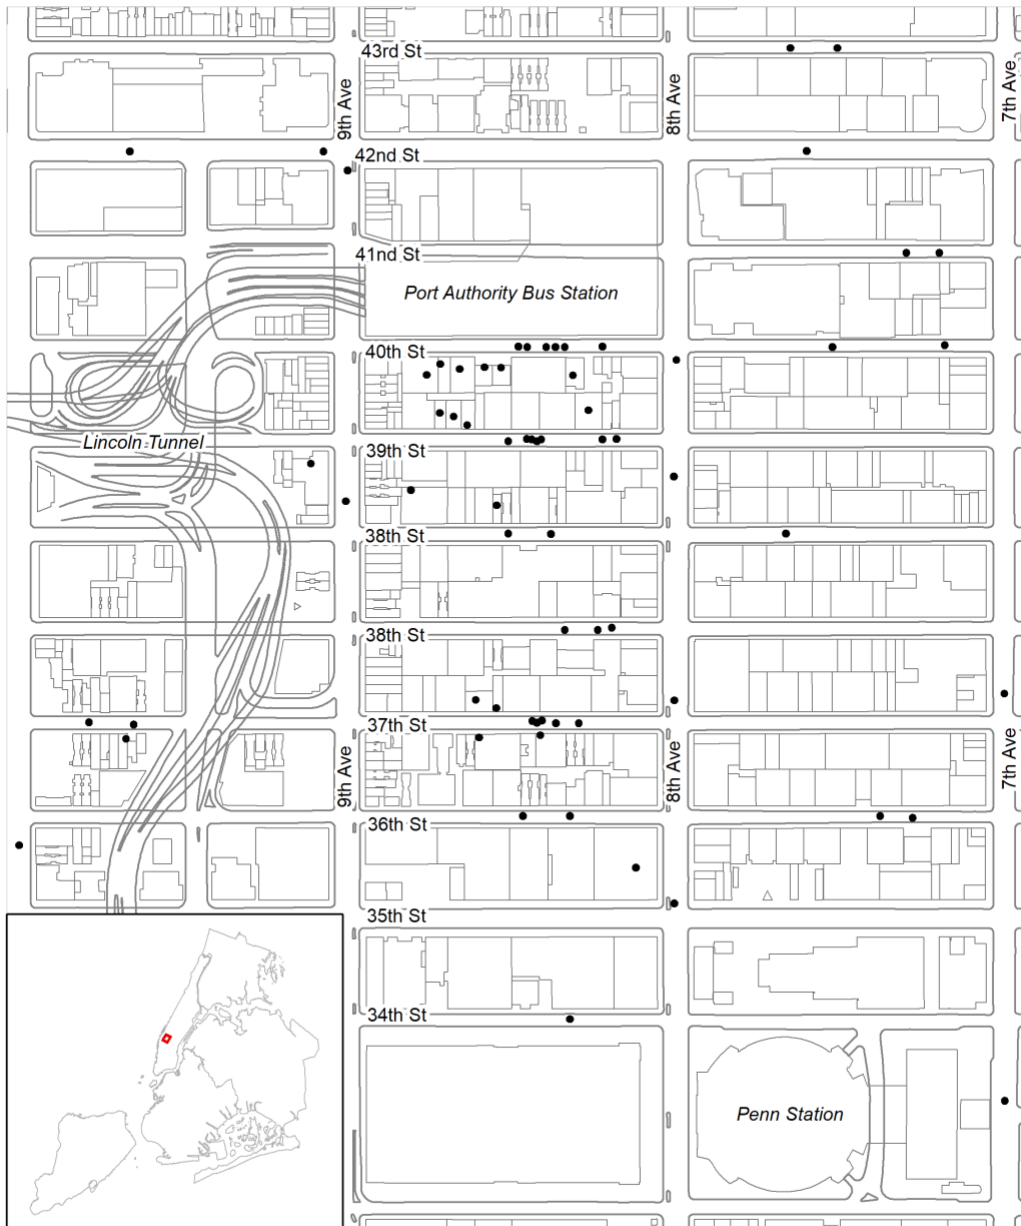 43rd St
9th Ave
8th Ave
7th Ave
42nd St
41nd St
Port Authority Bus Station
40th St
Lincoln Tunnel
39th St
38th St
38th St
37th St
9th Ave
8th Ave
7th Ave
36th St
35th St
34th St
Penn Station